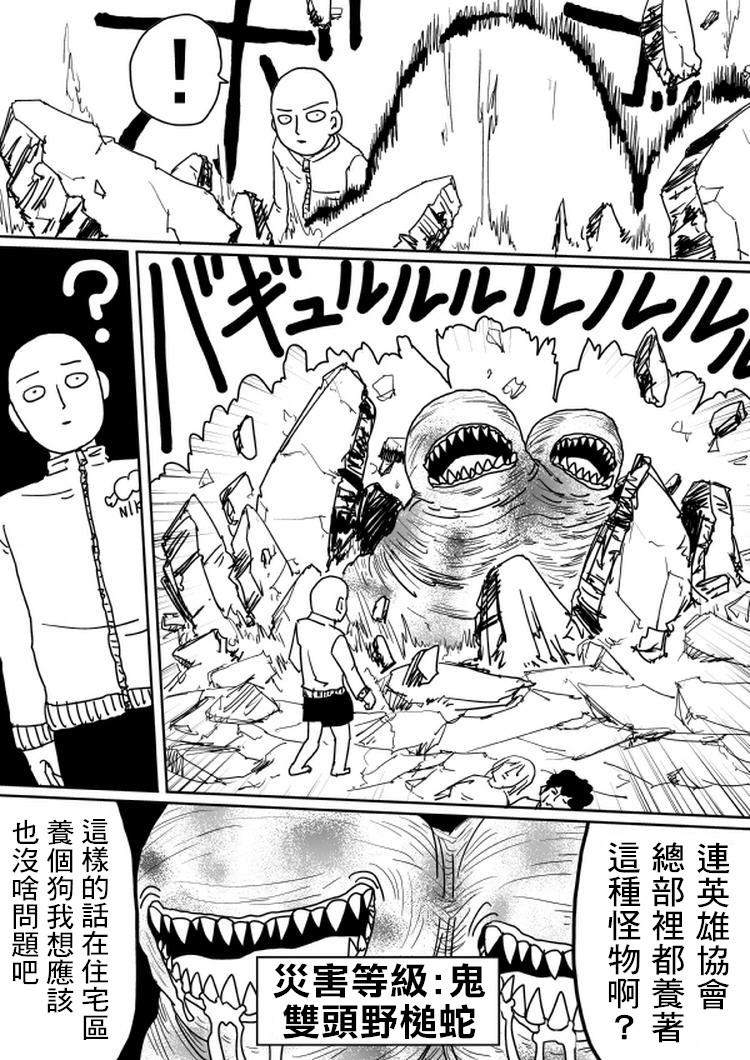 !
?
バギュルルルルルルルル
NIK
連英雄協會
總部裡都養著
這種怪物啊?
災害等級:鬼
雙頭野槌蛇
這樣的話在住宅區
養個狗我想應該
也沒啥問題吧